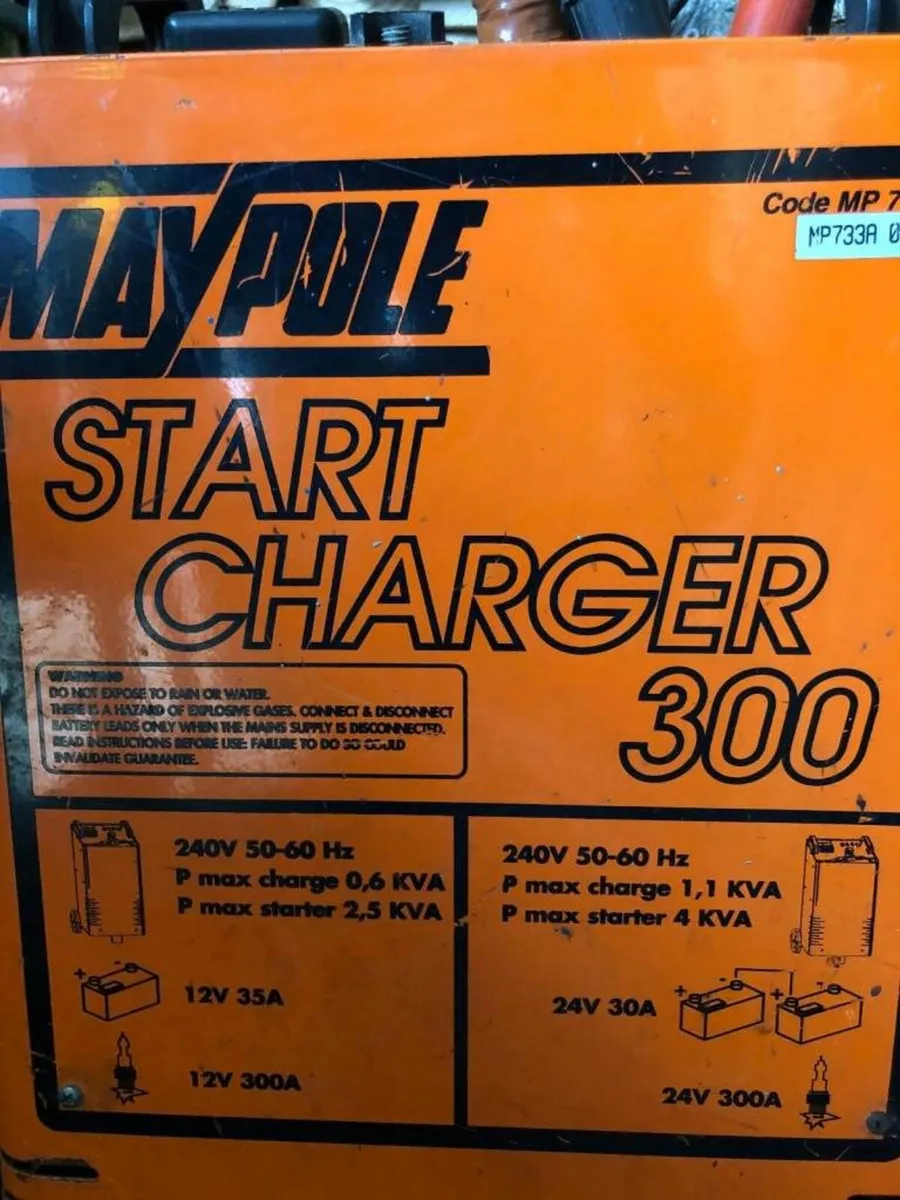 Code MP 7
MP733A 0
MAYPOLE
START
CHARGER
300
WARNING
DO NOT EXPOSE TO RAIN OR WATER.
THERE IS A HAZARD OF EXPLOSIVE GASES. CONNECT & DISCONNECT
BATTERY LEADS ONLY WHEN THE MAINS SUPPLY IS DISCONNECTED.
READ INSTRUCTIONS BEFORE USE: FAILURE TO DO SO COULD
INVALIDATE GUARANTEE.
240V 50-60 Hz
P max charge 0,6 KVA
P max starter 2,5 KVA
+ -
12V 35A
12V 300A
240V 50-60 Hz
P max charge 1,1 KVA
P max starter 4 KVA
24V 30A
+ - + -
24V 300A